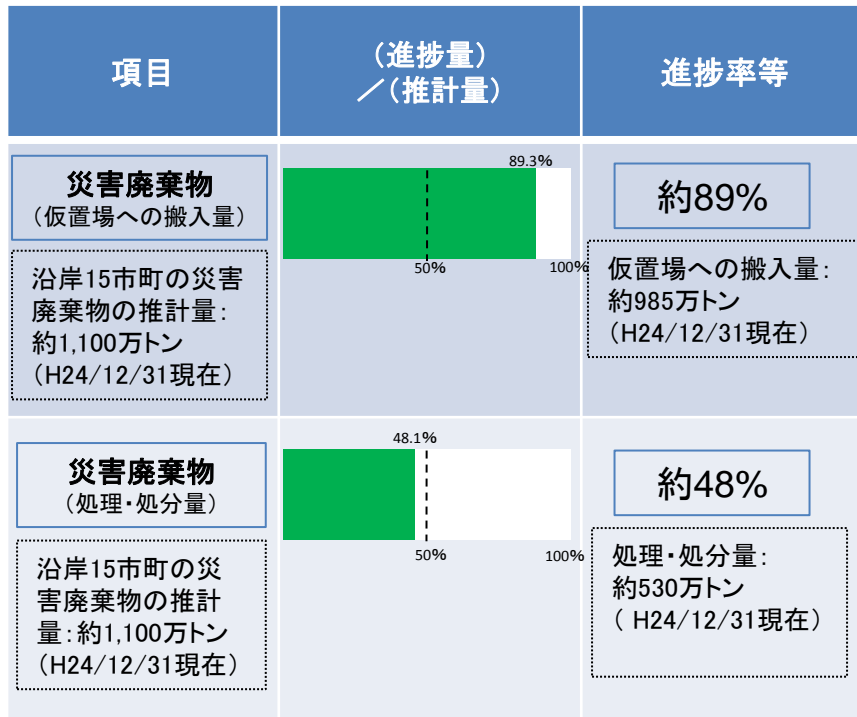 項目
(進捗量)
／(推計量)
進捗率等
災害廃棄物
(仮置場への搬入量)
沿岸15市町の災害
廃棄物の推計量:
約1,100万トン
(H24/12/31現在)
89.3%
50%
100%
約89%
仮置場への搬入量:
約985万トン
(H24/12/31現在)
災害廃棄物
(処理・処分量)
沿岸15市町の災
害廃棄物の推計
量:約1,100万トン
(H24/12/31現在)
48.1%
50%
100%
約48%
処理・処分量:
約530万トン
( H24/12/31現在)